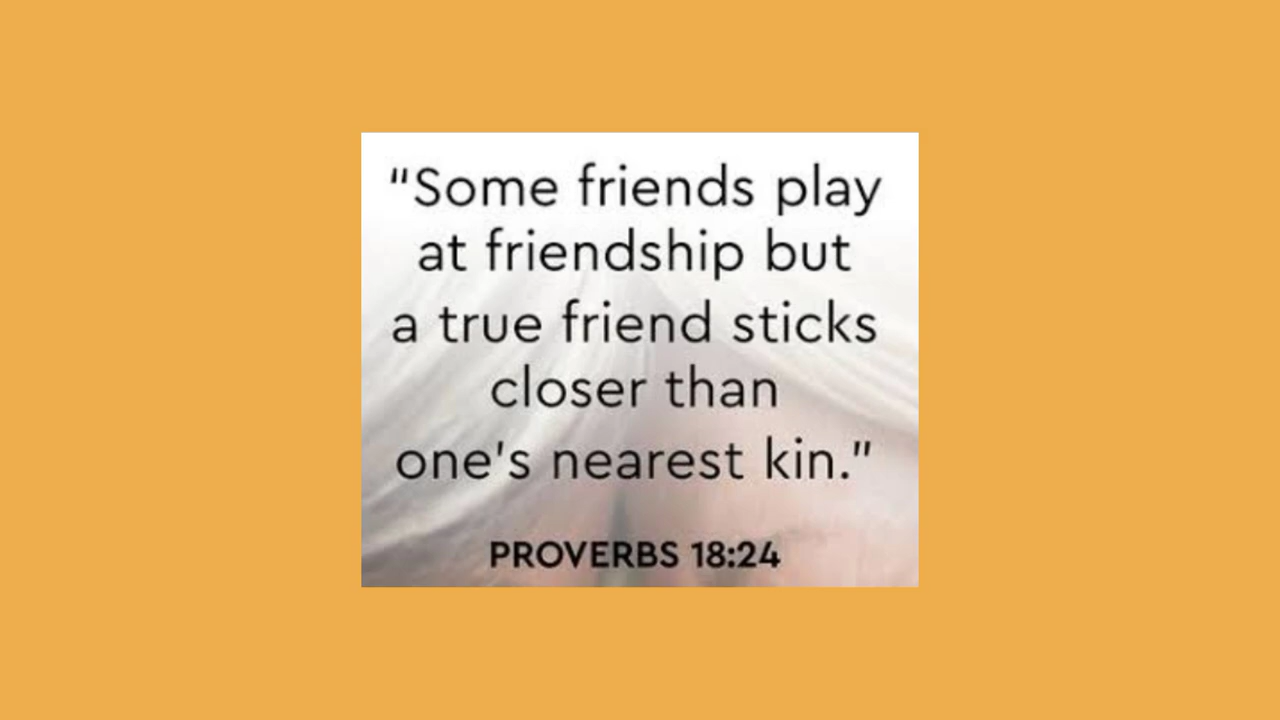 "Some friends play
at friendship but
a true friend sticks
closer than
one's nearest kin."
PROVERBS 18:24